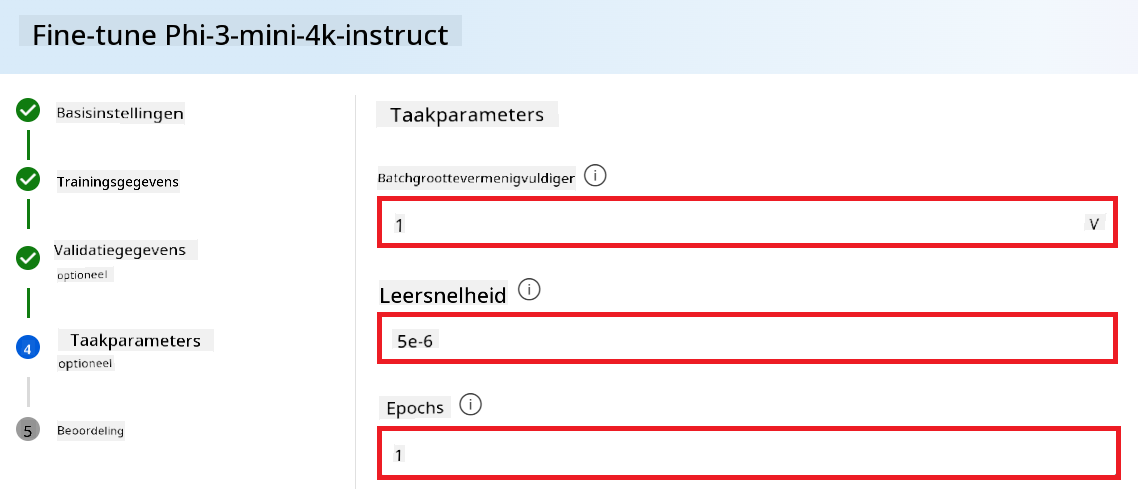 Fine-tune Phi-3-mini-4k-instruct
Basisinstellingen
Trainingsgegevens
Validatiegegevens
optioneel
4
Taakparameters
optioneel
5
Beoordeling
Taakparameters
Batchgroottevermenigvuldiger
1
V
Leersnelheid
5e-6
Epochs
1